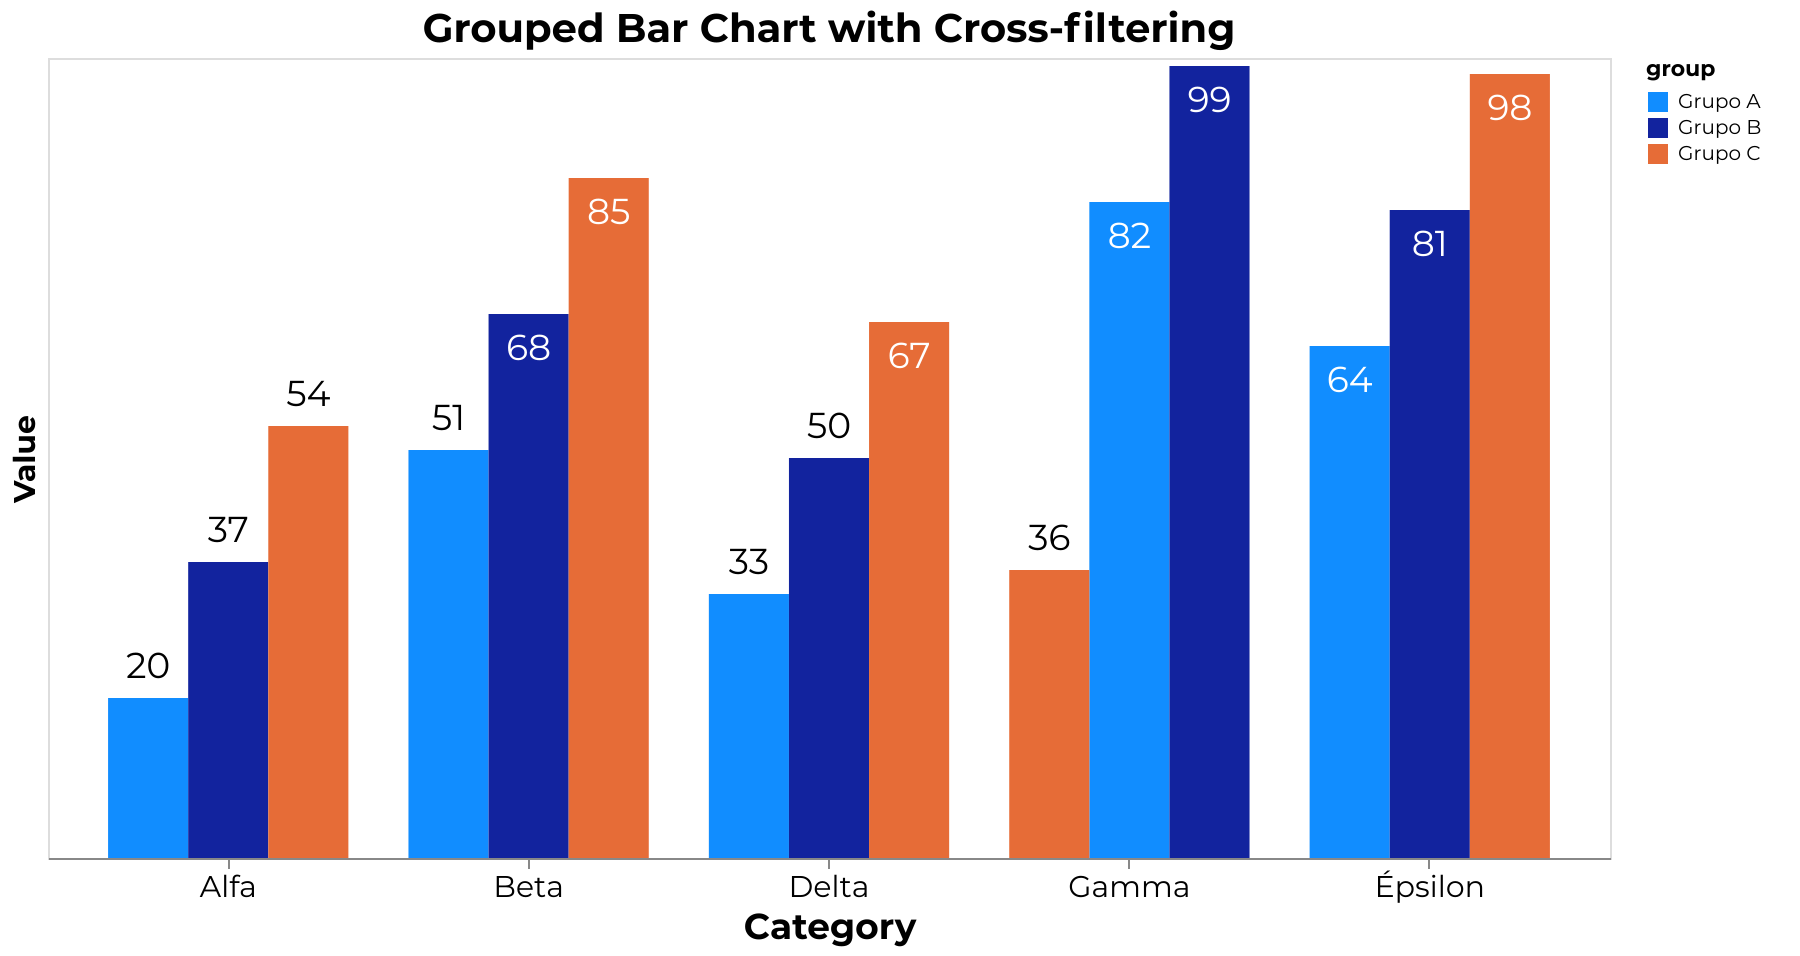 Grouped Bar Chart with Cross-filtering
group
Grupo A
Grupo B
Grupo C
Value
20
37
54
51
68
85
33
50
67
36
82
99
64
81
98
Alfa
Beta
Delta
Gamma
Épsilon
Category